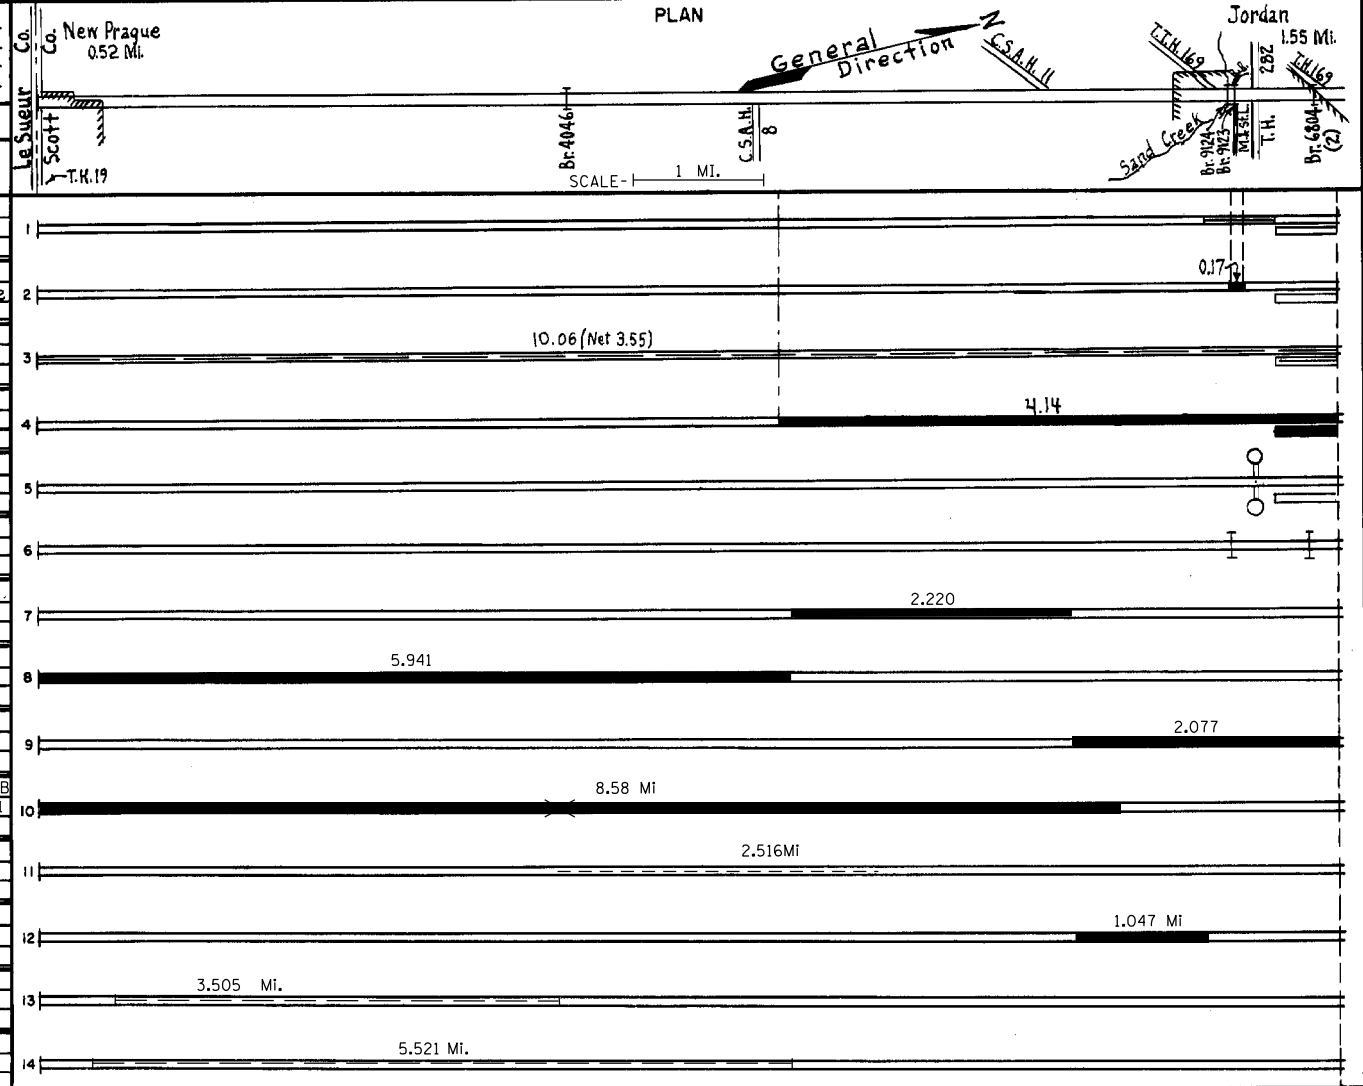 PLAN
Le Sueur Co.
Scott Co.
New Prague
0.52 Mi.
T.H.19
Br. 4046
General
Direction
N
C.S.A.H. 8
C.S.A.H. 11
SCALE- 1 MI.
T.T.H. 169
Jordan
1.55 Mi.
Sand Creek
Br. 9124
Br. 9123
M.& St.L.
T.H. 282
T.H. 169
Br. 6804
(2)
1
2 0.17
3 10.06 (Net 3.55)
4 4.14
5
6
7 2.220
8 5.941
9 2.077
B
10 8.58 Mi
11 2.516Mi
12 1.047 Mi
13 3.505 Mi.
14 5.521 Mi.